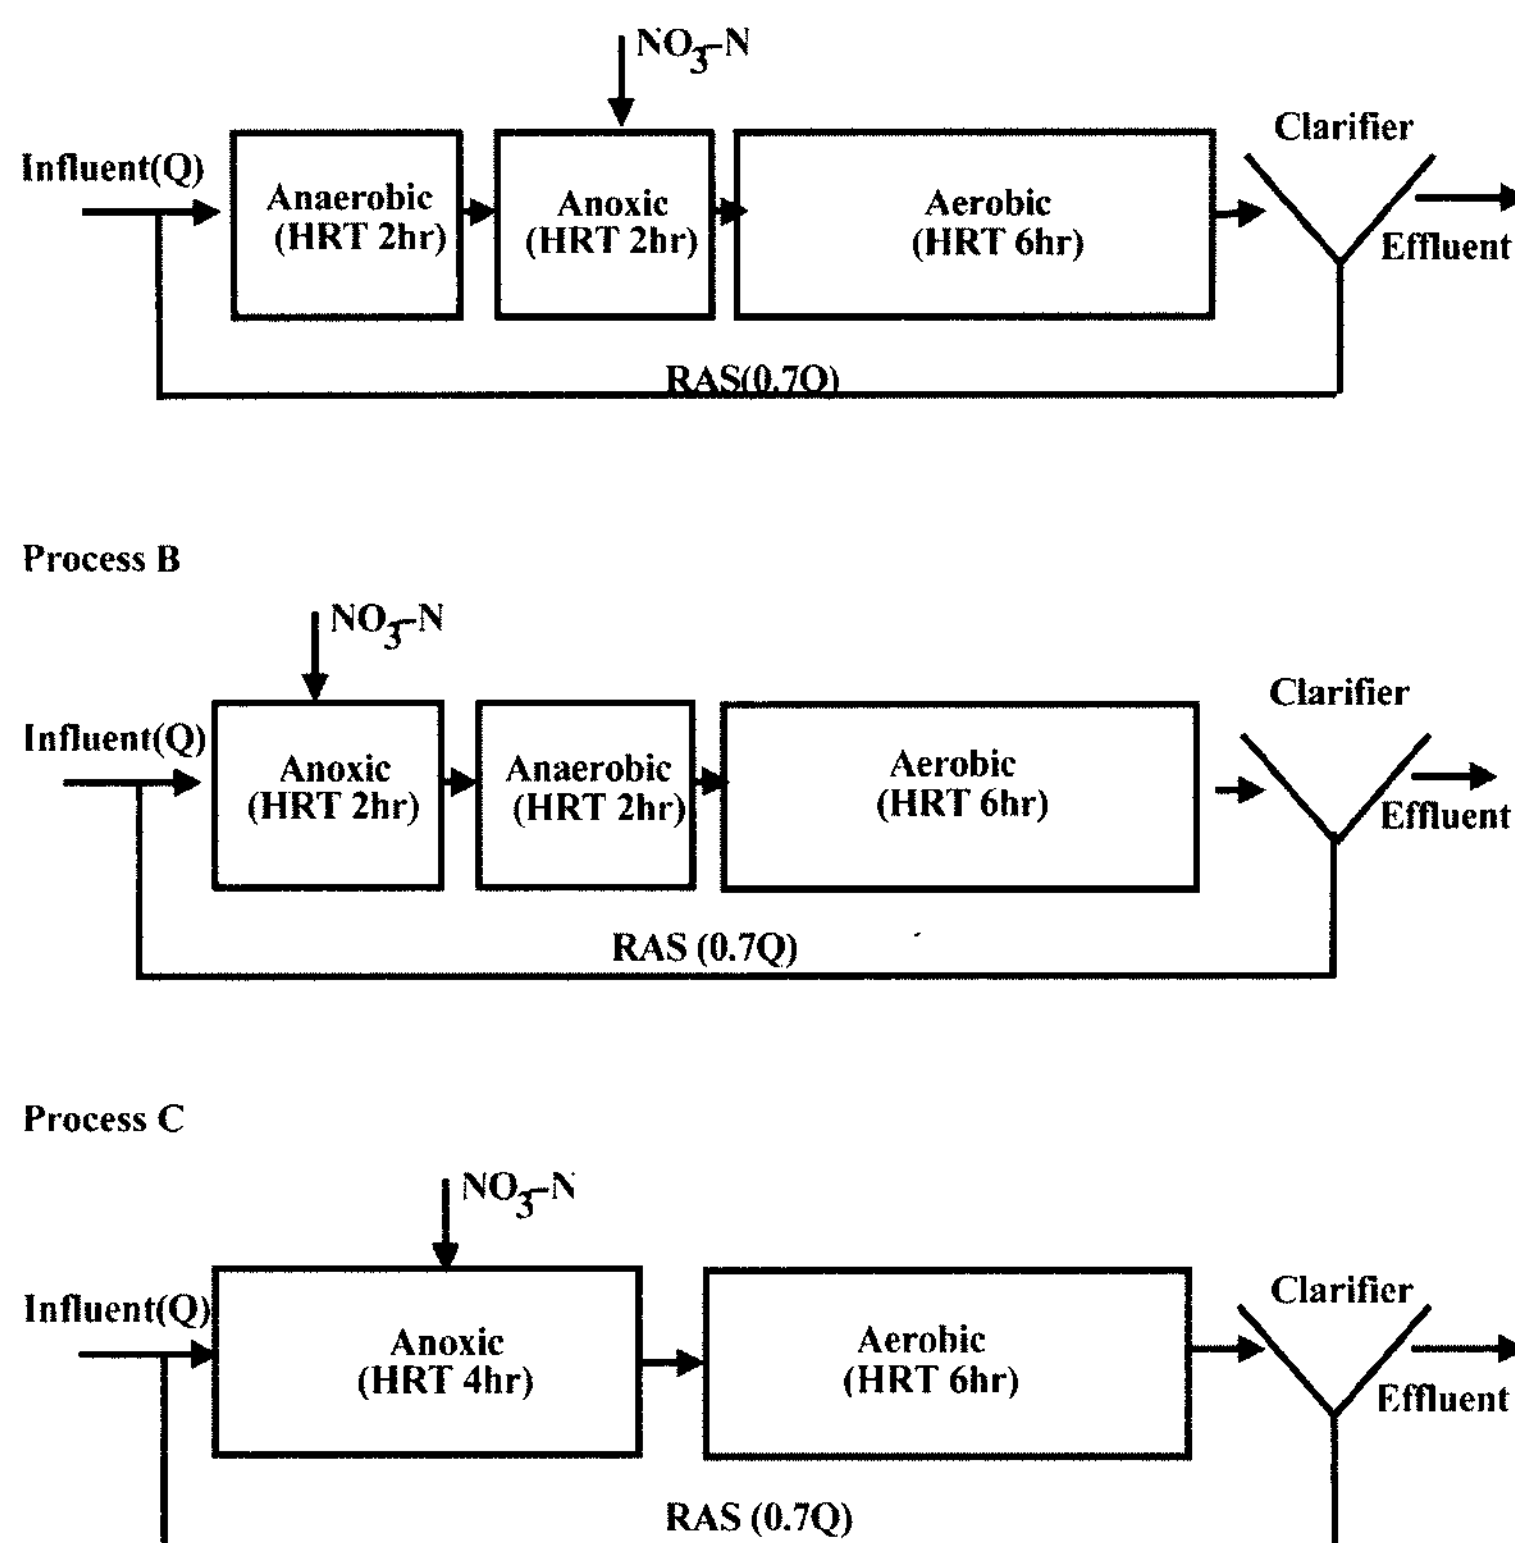 NO3-N
Clarifier
Influent(Q)
Anaerobic
(HRT 2hr)
Anoxic
(HRT 2hr)
Aerobic
(HRT 6hr)
Effluent
RAS(0.7Q)
Process B
NO3-N
Clarifier
Influent(Q)
Anoxic
(HRT 2hr)
Anaerobic
(HRT 2hr)
Aerobic
(HRT 6hr)
Effluent
RAS (0.7Q)
Process C
NO3-N
Clarifier
Influent(Q)
Anoxic
(HRT 4hr)
Aerobic
(HRT 6hr)
Effluent
RAS (0.7Q)